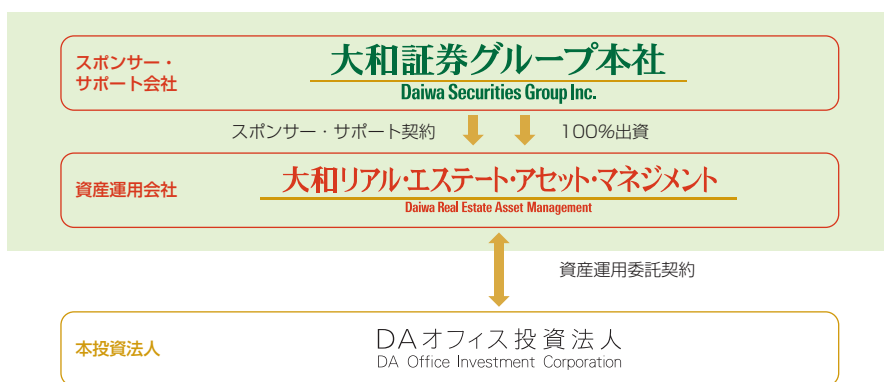 スポンサー・
サポート会社
大和証券グループ本社
Daiwa Securities Group Inc.
スポンサー・サポート契約
100%出資
資産運用会社
大和リアル・エステート・アセット・マネジメント
Daiwa Real Estate Asset Management
資産運用委託契約
本投資法人
DAオフィス投資法人
DA Office Investment Corporation